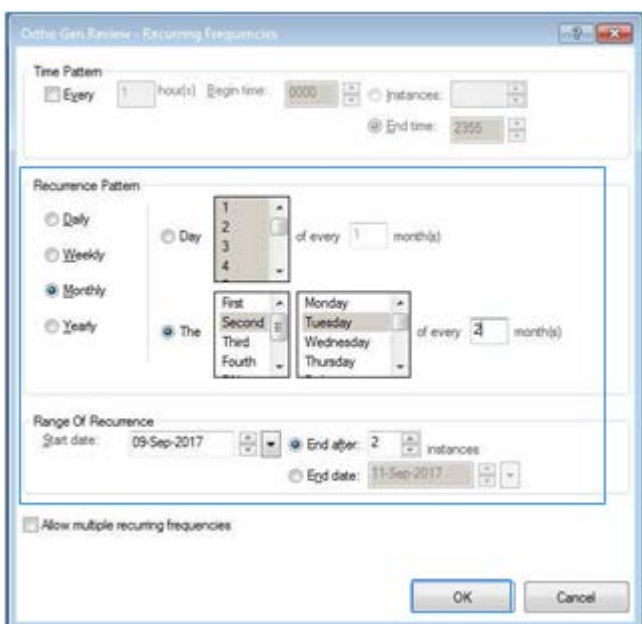 Ortho Gen Review - Recurring Frequencies
Time Pattern
Every 1 hour(s) Begin time: 0000 Instances:
End time: 2355
Recurrence Pattern
Daily
Weekly
Monthly
Yearly
Day 1 of every 1 month(s)
2
3
4
The First Monday
Second Tuesday of every 2 month(s)
Third Wednesday
Fourth Thursday
Range Of Recurrence
Start date: 09-Sep-2017 End after: 2 instances
End date: 11-Sep-2017
Allow multiple recurring frequencies
OK Cancel